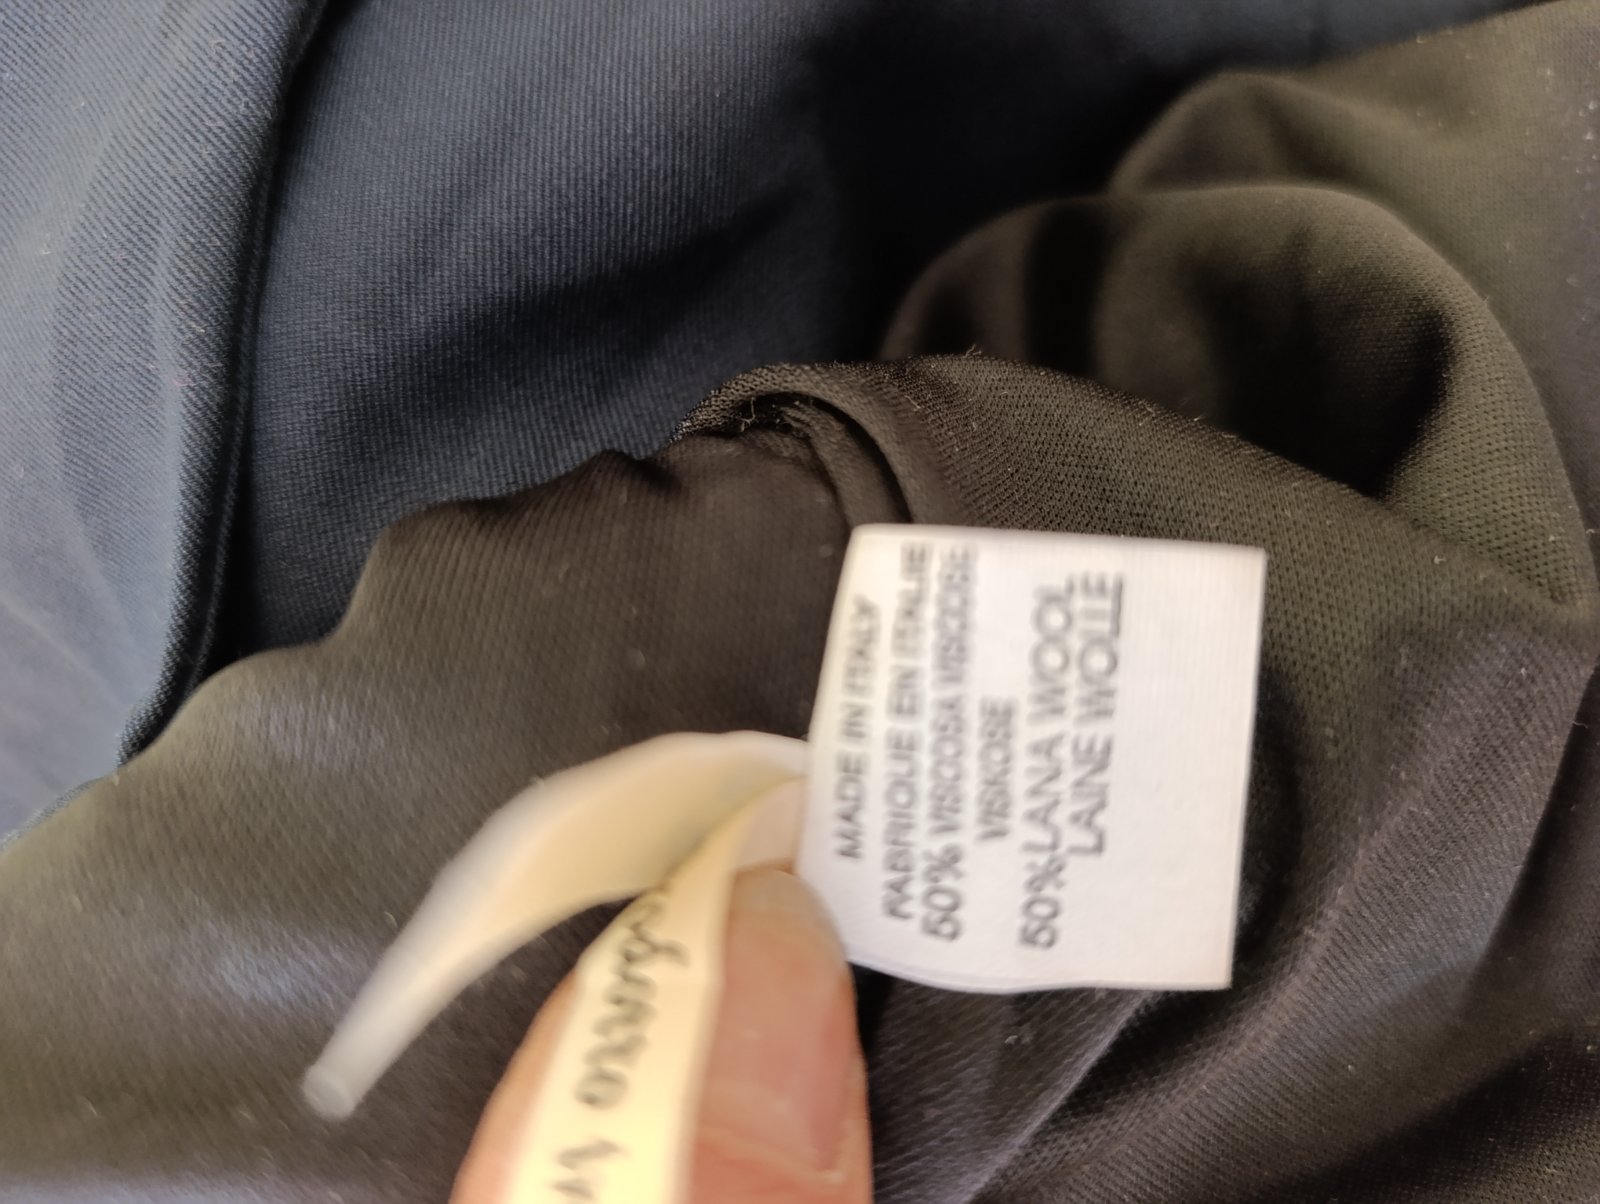 MADE IN ITALY
FABRIQUE EN ITALIE
50% VISCOSA VISCOSE
VISKOSE
50%LANA WOOL
LAINE WOLLE